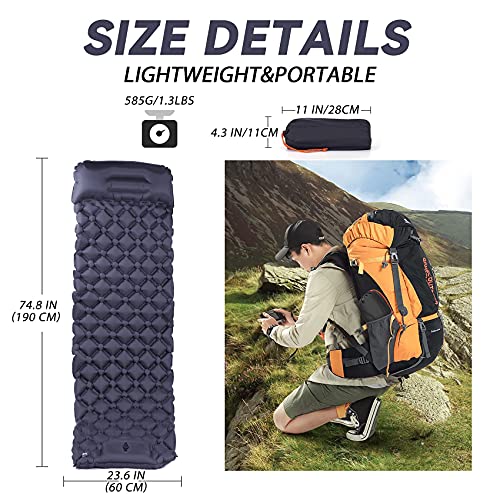 SIZE DETAILS
LIGHTWEIGHT&PORTABLE
585G/1.3LBS
11 IN/28CM
4.3 IN/11CM
74.8 IN
(190 CM)
23.6 IN
(60 CM)